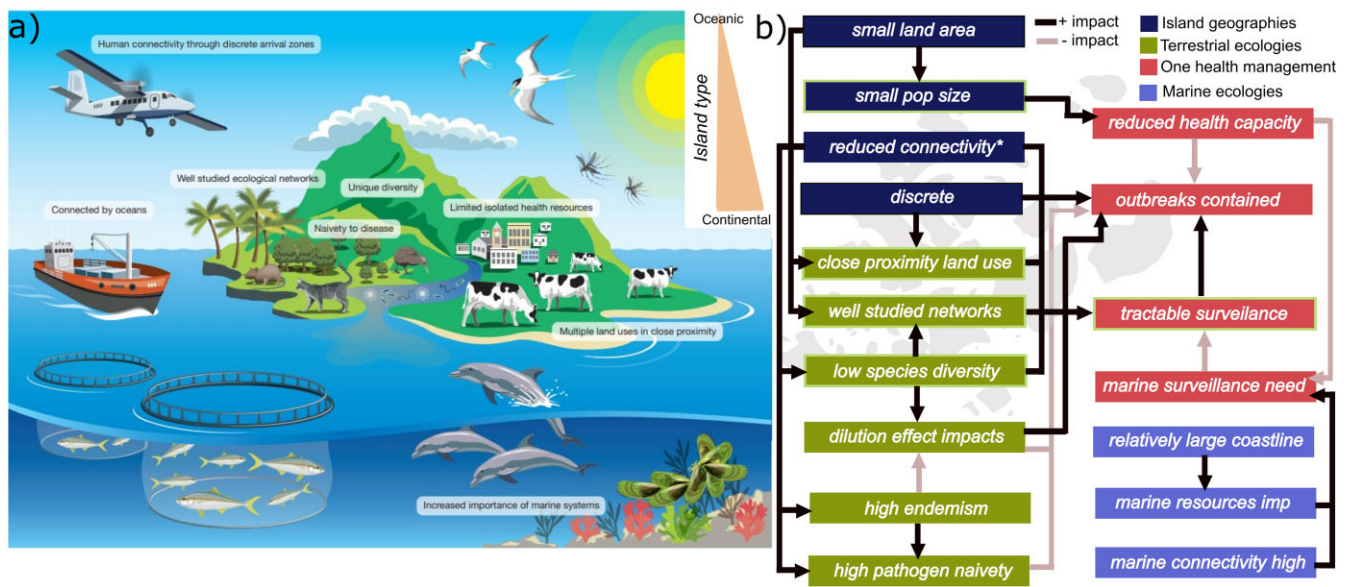 a)
Human connectivity through discrete arrival zones
Well studied ecological networks
Unique diversity
Connected by oceans
Limited isolated health resources
Naivety to disease
Multiple land uses in close proximity
Increased importance of marine systems
Oceanic
Island type
Continental
b)
small land area
small pop size
reduced connectivity*
discrete
close proximity land use
well studied networks
low species diversity
dilution effect impacts
high endemism
high pathogen naivety
+ impact
- impact
Island geographies
Terrestrial ecologies
One health management
Marine ecologies
reduced health capacity
outbreaks contained
tractable surveilance
marine surveillance need
relatively large coastline
marine resources imp
marine connectivity high